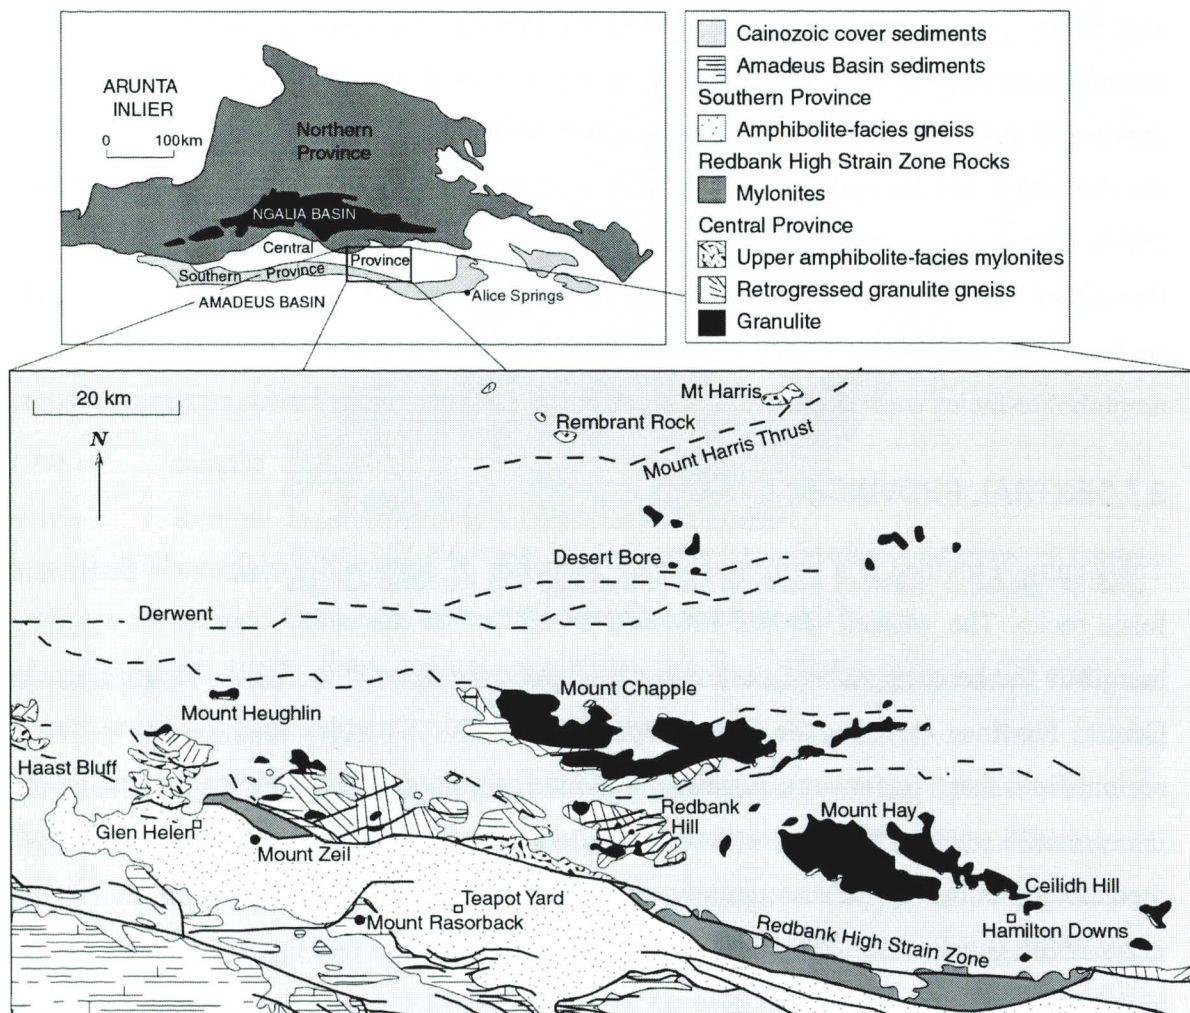 ARUNTA
INLIER
0 100km
Northern
Province
NGALIA BASIN
Central
Province
Southern Province
AMADEUS BASIN
Alice Springs
Cainozoic cover sediments
Amadeus Basin sediments
Southern Province
Amphibolite-facies gneiss
Redbank High Strain Zone Rocks
Mylonites
Central Province
Upper amphibolite-facies mylonites
Retrogressed granulite gneiss
Granulite
20 km
N
Mt Harris
Rembrant Rock
Mount Harris Thrust
Desert Bore
Derwent
Mount Chapple
Mount Heughlin
Haast Bluff
Redbank
Hill
Mount Hay
Glen Helen
Mount Zeil
Ceilidh Hill
Teapot Yard
Mount Rasorback
Hamilton Downs
Redbank High Strain Zone